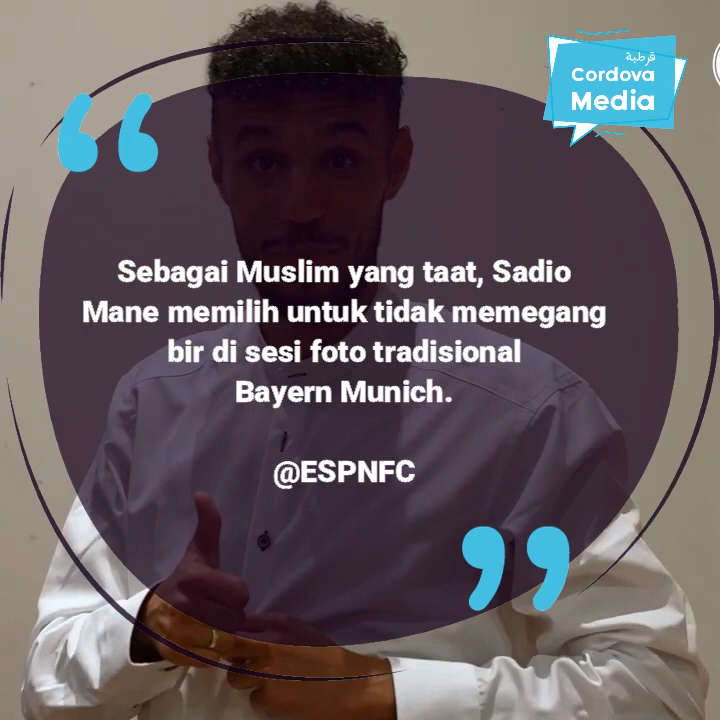 قرطبة
Cordova
Media
Sebagai Muslim yang taat, Sadio
Mane memilih untuk tidak memegang
bir di sesi foto tradisional
Bayern Munich.
@ESPNFC